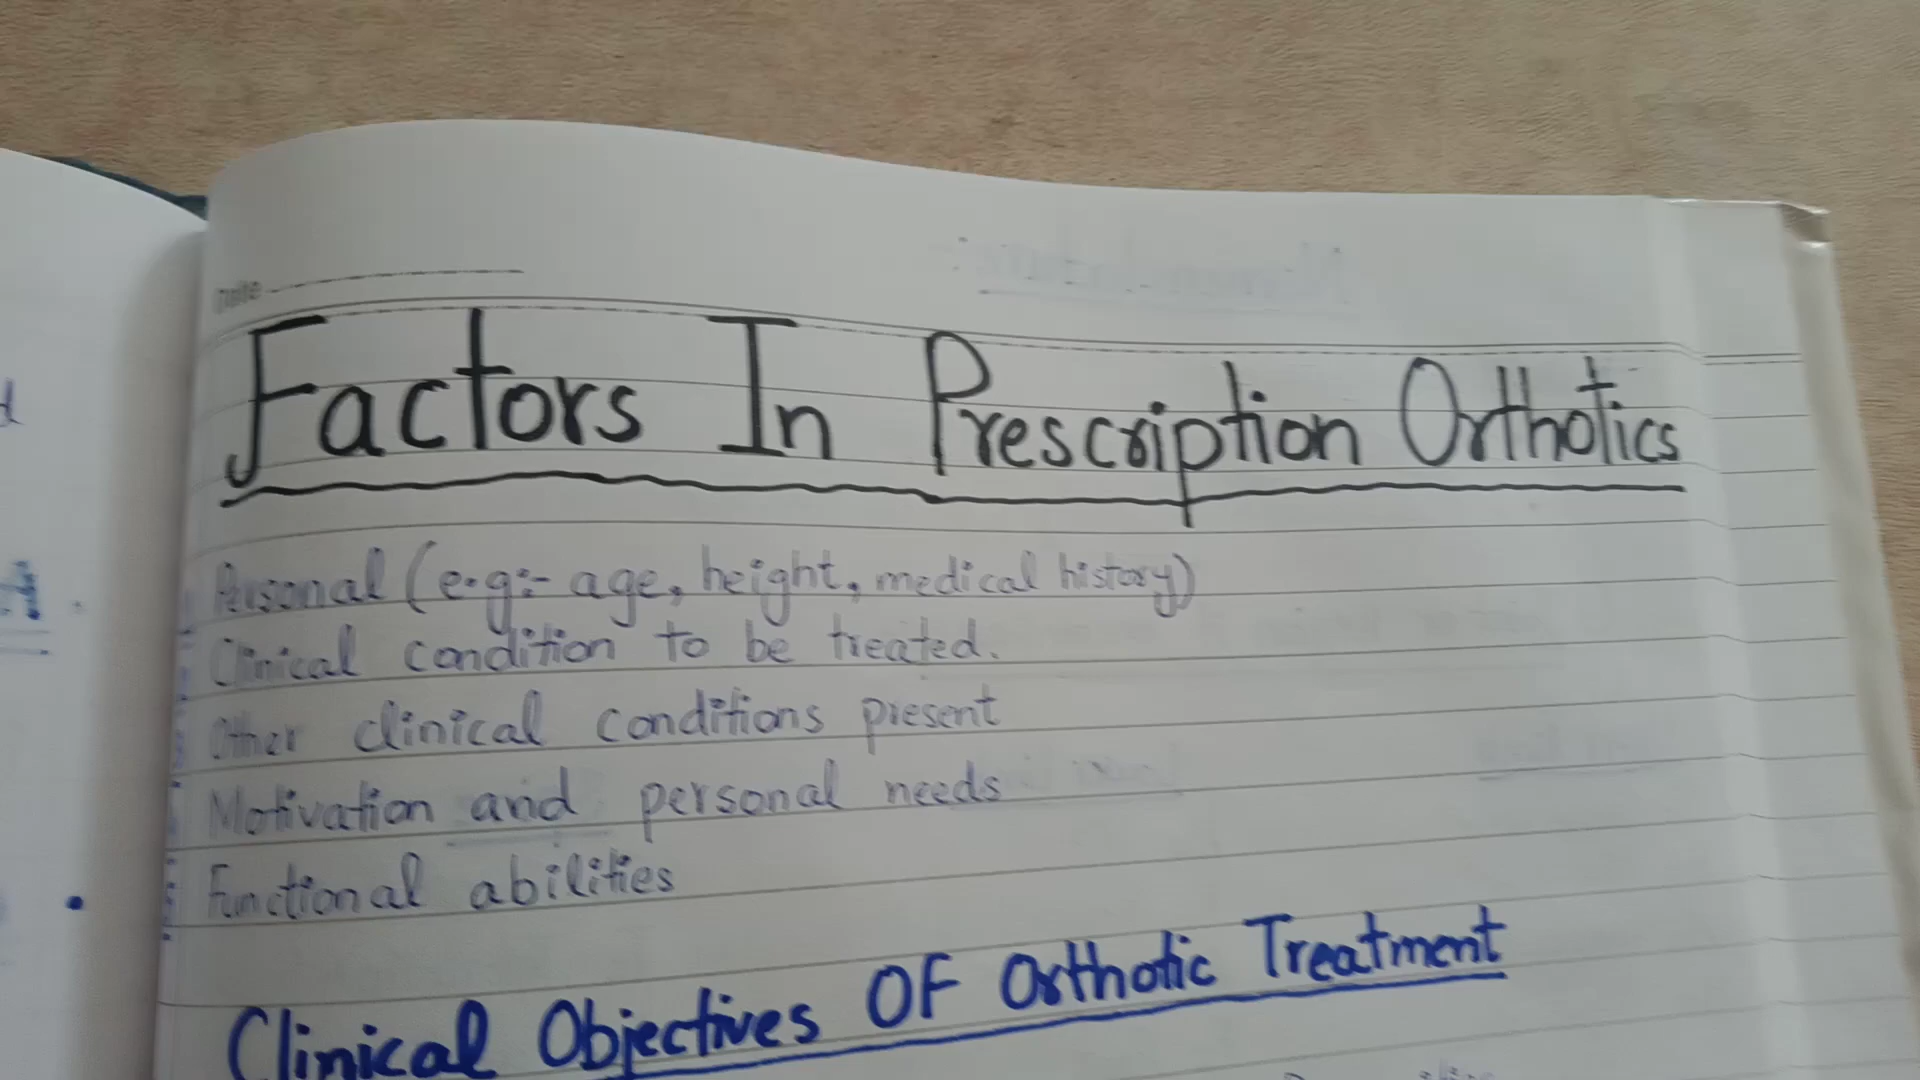 Date
Factors In Prescription Orthotics
Personal (e.g:- age, height, medical history)
Clinical condition to be treated.
Other clinical conditions present
Motivation and personal needs
Functional abilities
Clinical Objectives OF Orthotic Treatment